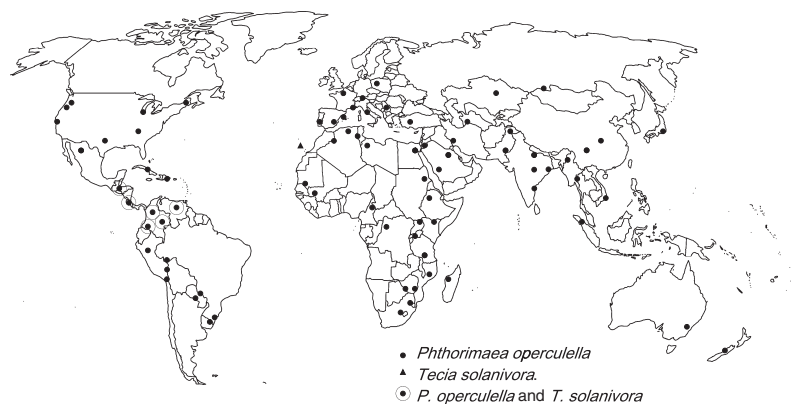 Phthorimaea operculella
Tecia solanivora.
P. operculella and T. solanivora